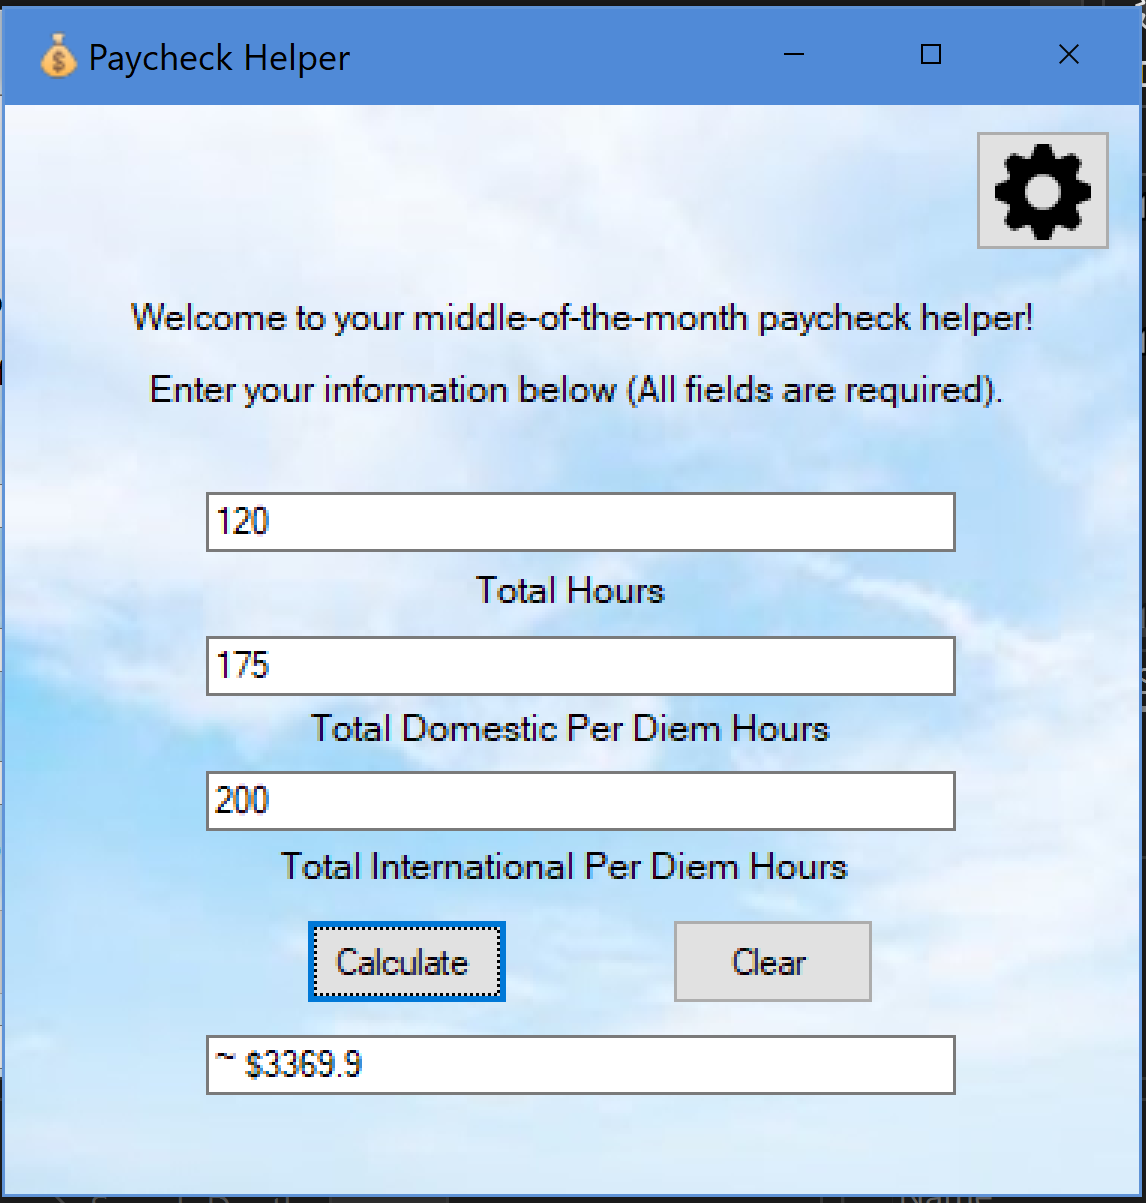 Paycheck Helper
Welcome to your middle-of-the-month paycheck helper!
Enter your information below (All fields are required).
120
Total Hours
175
Total Domestic Per Diem Hours
200
Total International Per Diem Hours
Calculate Clear
~ $3369.9